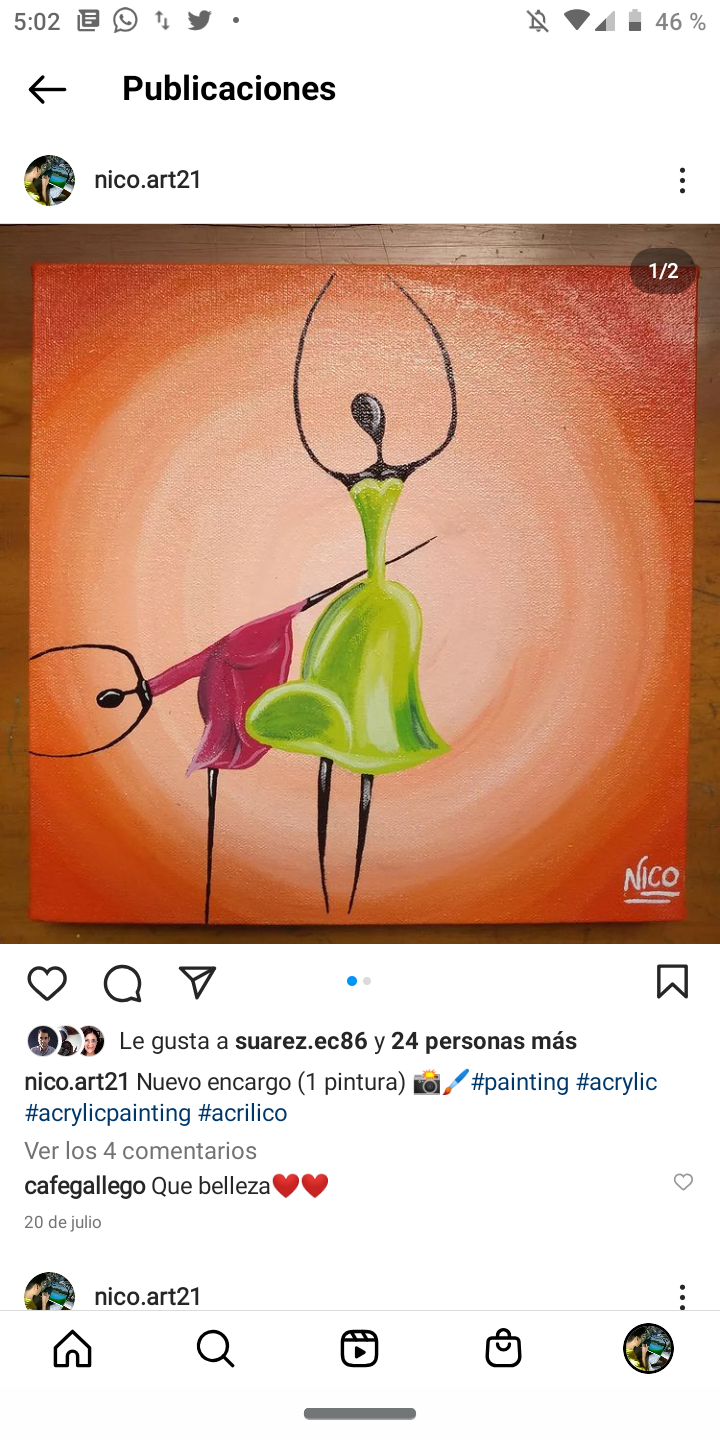 5:02 46 %
Publicaciones
nico.art21
1/2
NICO
Le gusta a suarez.ec86 y 24 personas más
nico.art21 Nuevo encargo (1 pintura) 📸🖌️#painting #acrylic
#acrylicpainting #acrilico
Ver los 4 comentarios
cafegallego Que belleza❤️❤️
20 de julio
nico.art21